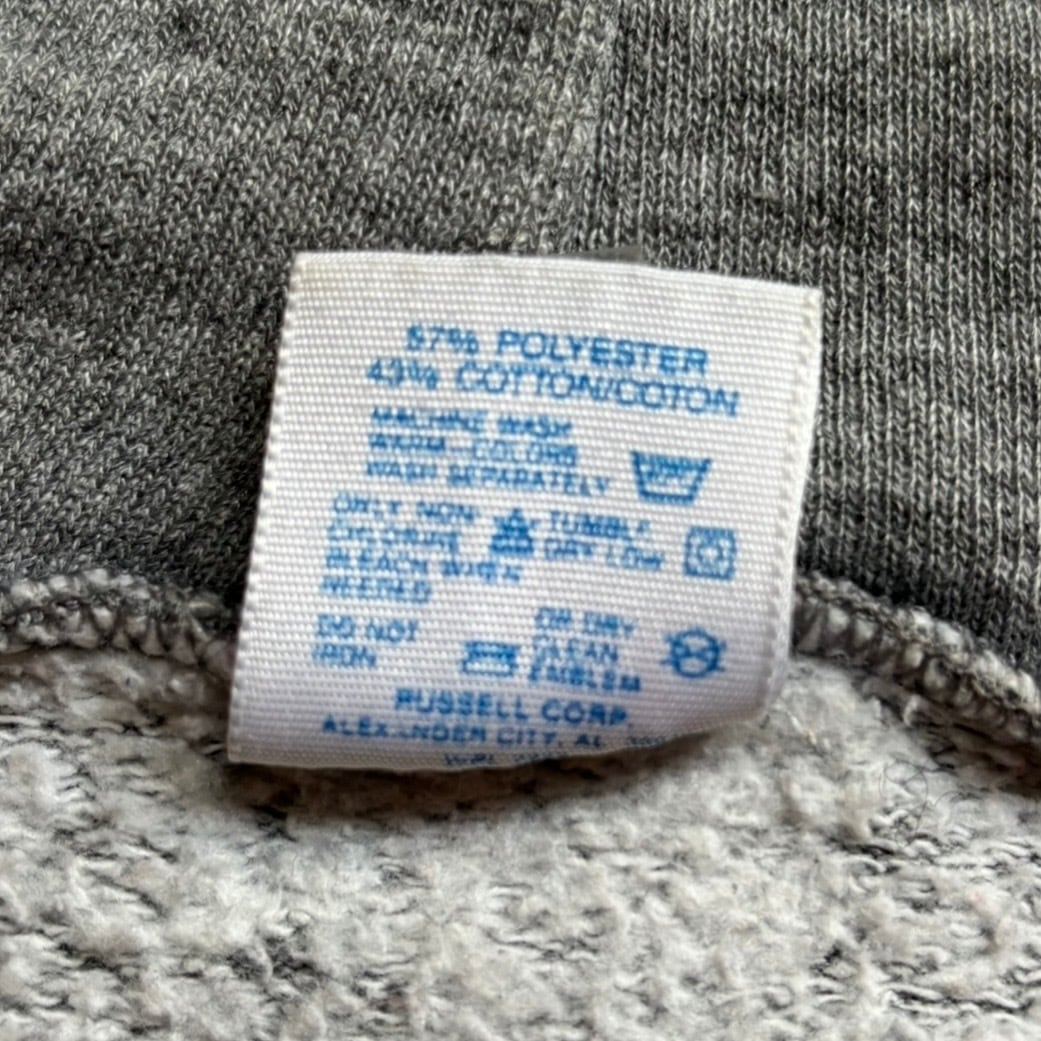 57% POLYESTER
43% COTTON/COTON
MACHINE WASH
WARM-COLORS
WASH SEPARATELY
ONLY NON-
CHLORINE
BLEACH WHEN
NEEDED
TUMBLE
DRY LOW
DO NOT
IRON
OR DRY
CLEAN
EMBLEM
RUSSELL CORP.
ALEXANDER CITY, AL